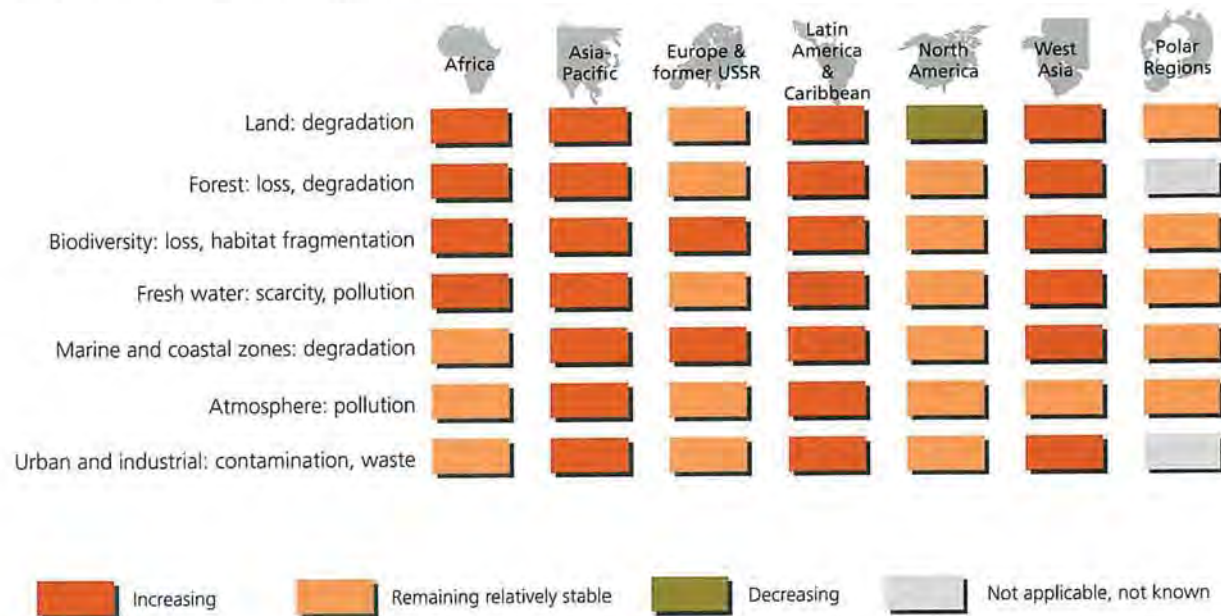 Africa
Asia-
Pacific
Europe &
former USSR
Latin
America
&
Caribbean
North
America
West
Asia
Polar
Regions
Land: degradation
Forest: loss, degradation
Biodiversity: loss, habitat fragmentation
Fresh water: scarcity, pollution
Marine and coastal zones: degradation
Atmosphere: pollution
Urban and industrial: contamination, waste
Increasing
Remaining relatively stable
Decreasing
Not applicable, not known